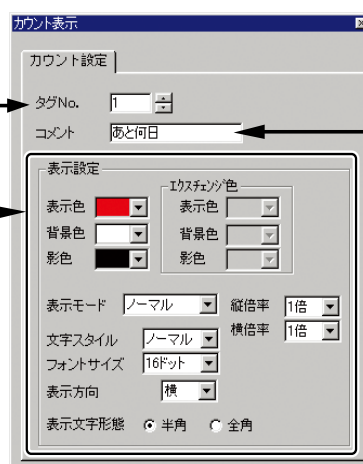 カウント表示
カウント設定
タグNo. 1
コメント あと何日
表示設定
エクスチェンジ色
表示色 表示色
背景色 背景色
影色 影色
表示モード ノーマル 縦倍率 1倍
横倍率 1倍
文字スタイル ノーマル
フォントサイズ 16ドット
表示方向 横
表示文字形態 半角 全角